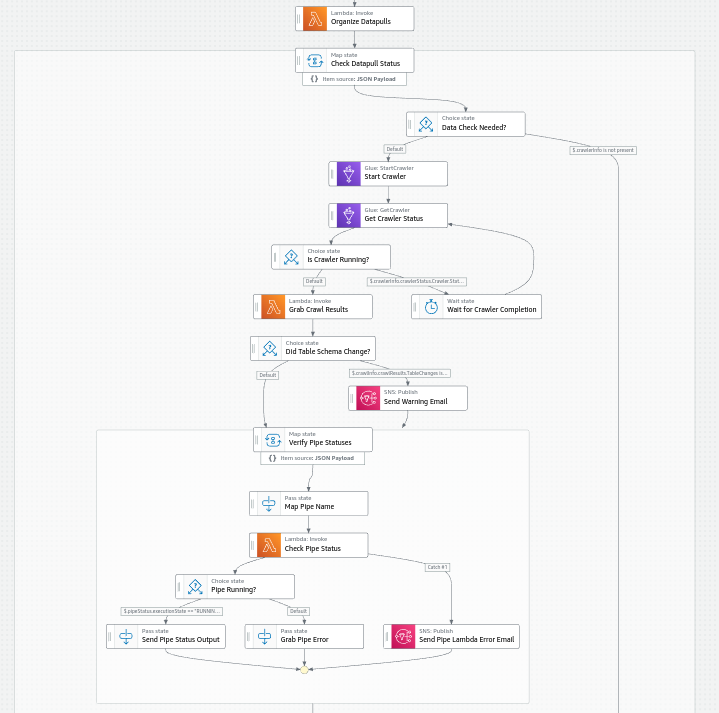 Lambda: Invoke
Organize Datapulls
Map state
Check Datapull Status
{} Item source: JSON Payload
Choice state
Data Check Needed?
Default
$.crawlerInfo is not present
Glue: StartCrawler
Start Crawler
Glue: GetCrawler
Get Crawler Status
Choice state
Is Crawler Running?
Default
$.crawlerInfo.crawlerStatus.Crawler.Stat...
Lambda: Invoke
Grab Crawl Results
Wait state
Wait for Crawler Completion
Choice state
Did Table Schema Change?
Default
$.crawlInfo.crawlResults.TableChanges is...
SNS: Publish
Send Warning Email
Map state
Verify Pipe Statuses
{} Item source: JSON Payload
Pass state
Map Pipe Name
Lambda: Invoke
Check Pipe Status
Catch #1
Choice state
Pipe Running?
$.pipeStatus.executionState == "RUNNIN...
Default
Pass state
Send Pipe Status Output
Pass state
Grab Pipe Error
SNS: Publish
Send Pipe Lambda Error Email